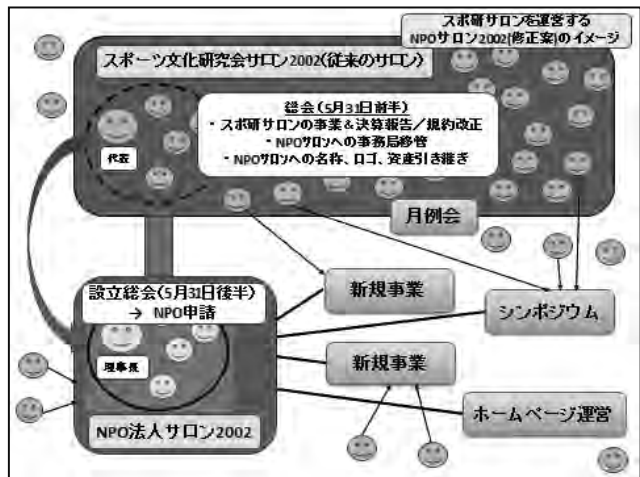 スポ研サロンを運営する
NPOサロン2002(修正案)のイメージ
スポーツ文化研究会サロン2002(従来のサロン)
総会(5月31日前半)
・スポ研サロンの事業&決算報告/規約改正
・NPOサロンへの事務局移管
・NPOサロンへの名称、ロゴ、資産引き継ぎ
代表
月例会
設立総会(5月31日後半)
→ NPO申請
理事長
NPO法人サロン2002
新規事業
シンポジウム
新規事業
ホームページ運営